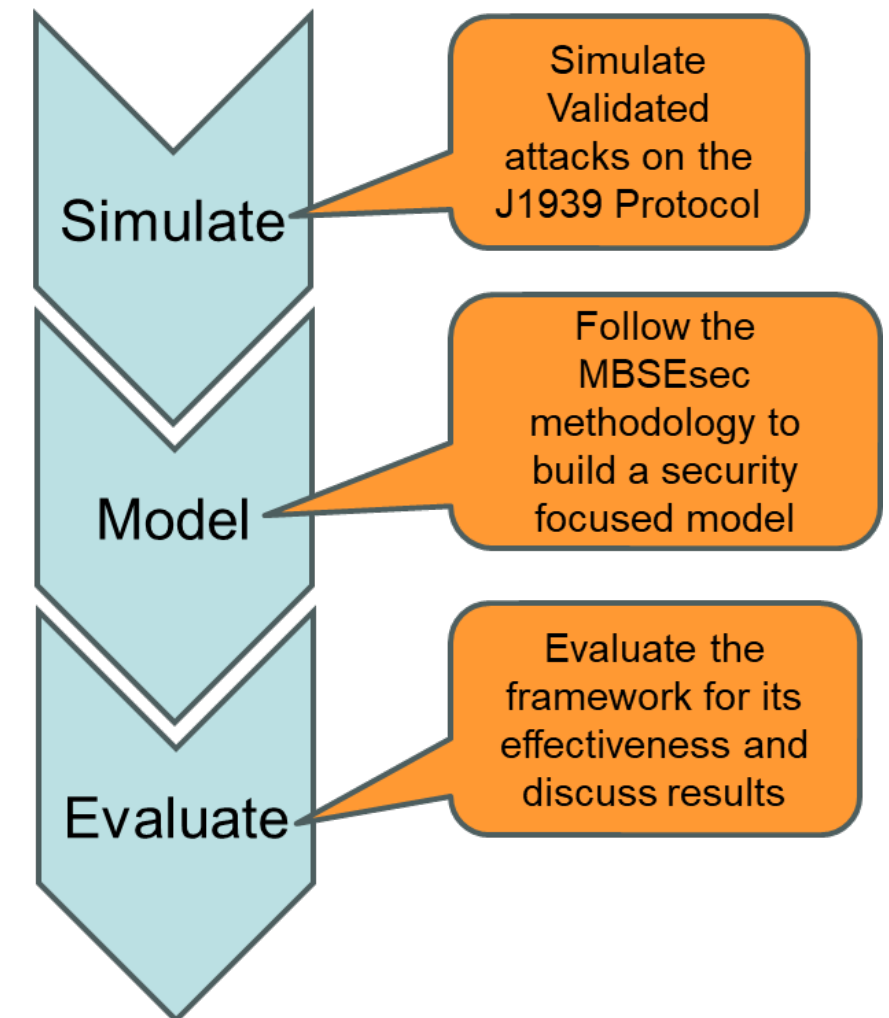 Simulate
Simulate
Validated
attacks on the
J1939 Protocol
Model
Follow the
MBSEsec
methodology to
build a security
focused model
Evaluate
Evaluate the
framework for its
effectiveness and
discuss results